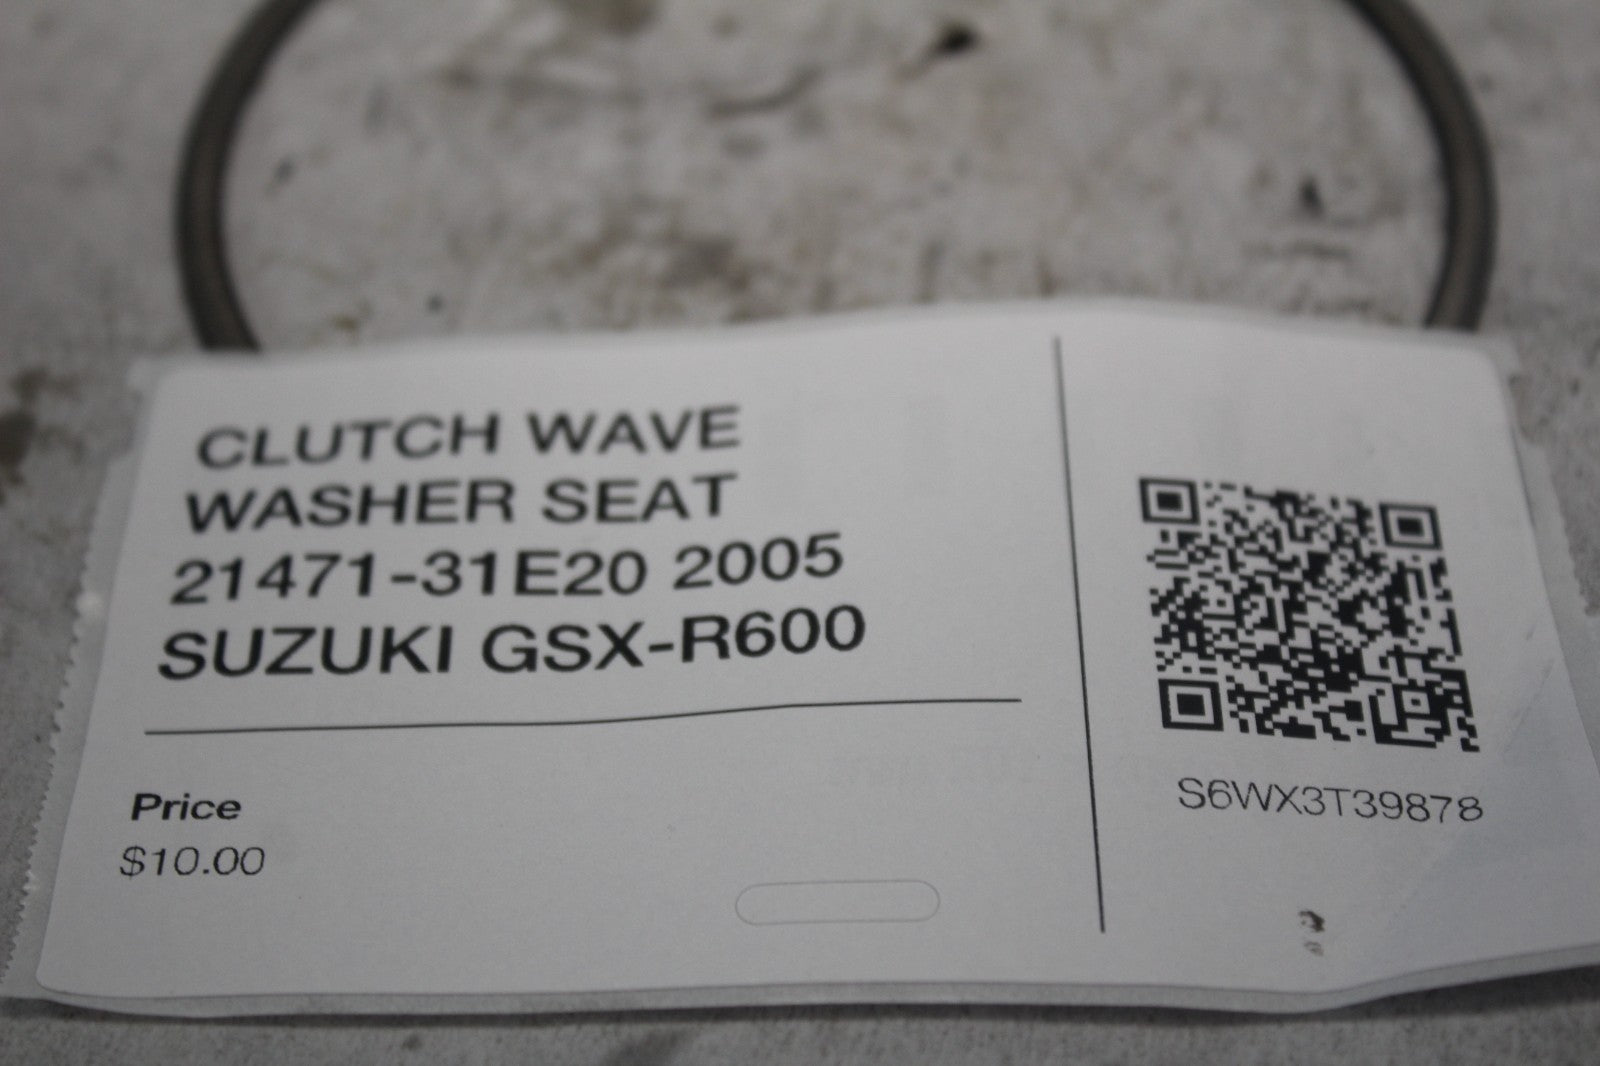 CLUTCH WAVE
WASHER SEAT
21471-31E20 2005
SUZUKI GSX-R600
Price
$10.00
S6WX3T39878